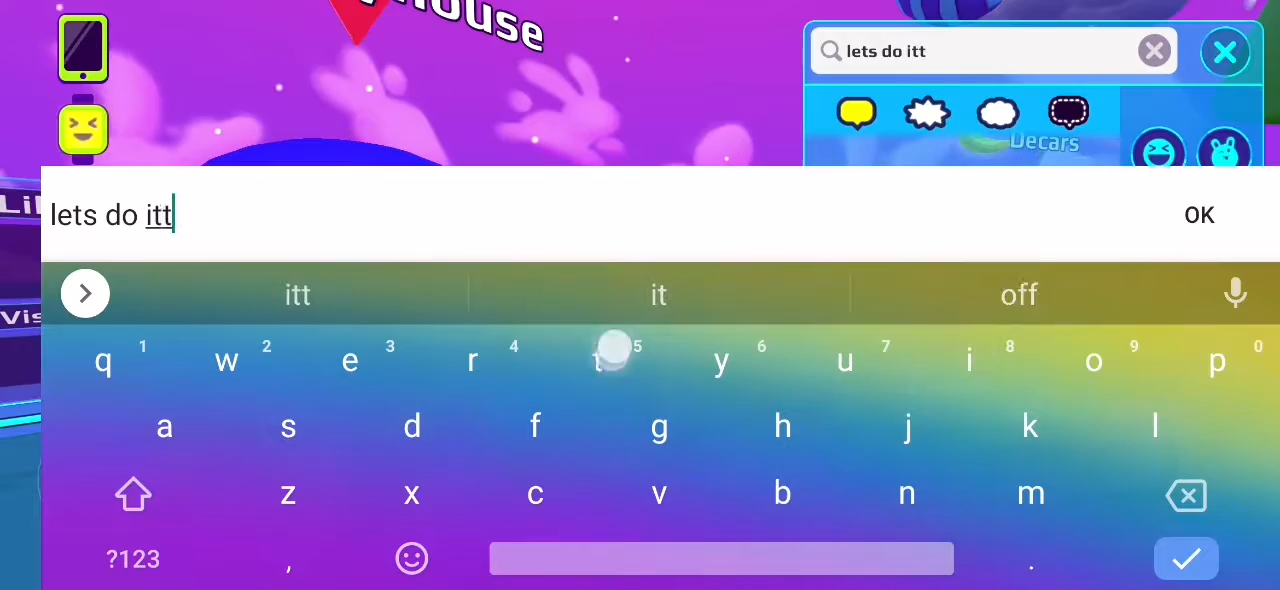 house
lets do itt
Decars
lets do itt
OK
itt it off
q 1 w 2 e 3 r 4 t 5 y 6 u 7 i 8 o 9 p 0
a s d f g h j k l
z x c v b n m
?123 , .